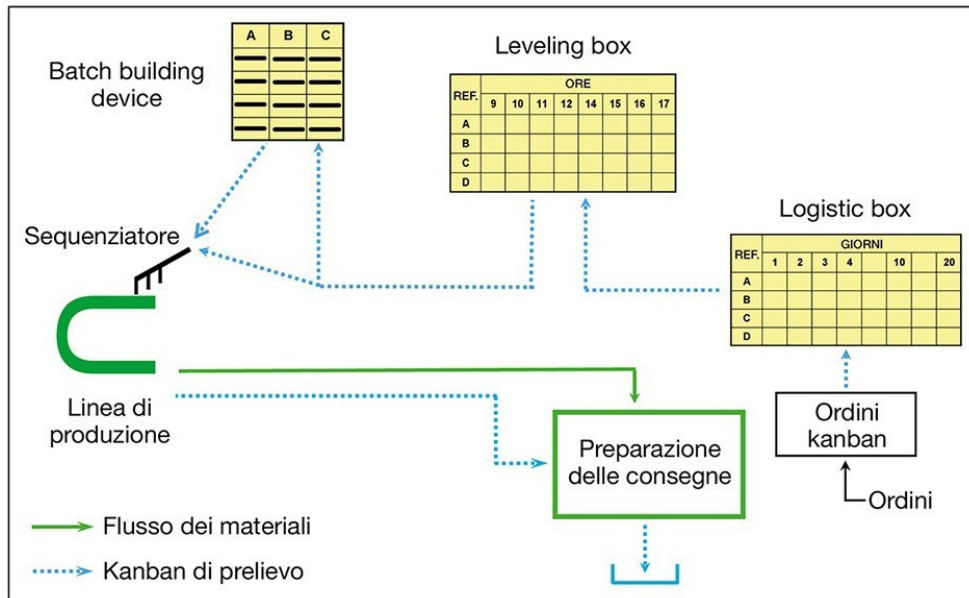 A B C
Batch building
device
Leveling box
REF. ORE
9 10 11 12 14 15 16 17
A
B
C
D
Logistic box
REF. GIORNI
1 2 3 4 10 20
A
B
C
D
Sequenziatore
Linea di
produzione
Preparazione
delle consegne
Ordini
kanban
Ordini
Flusso dei materiali
Kanban di prelievo